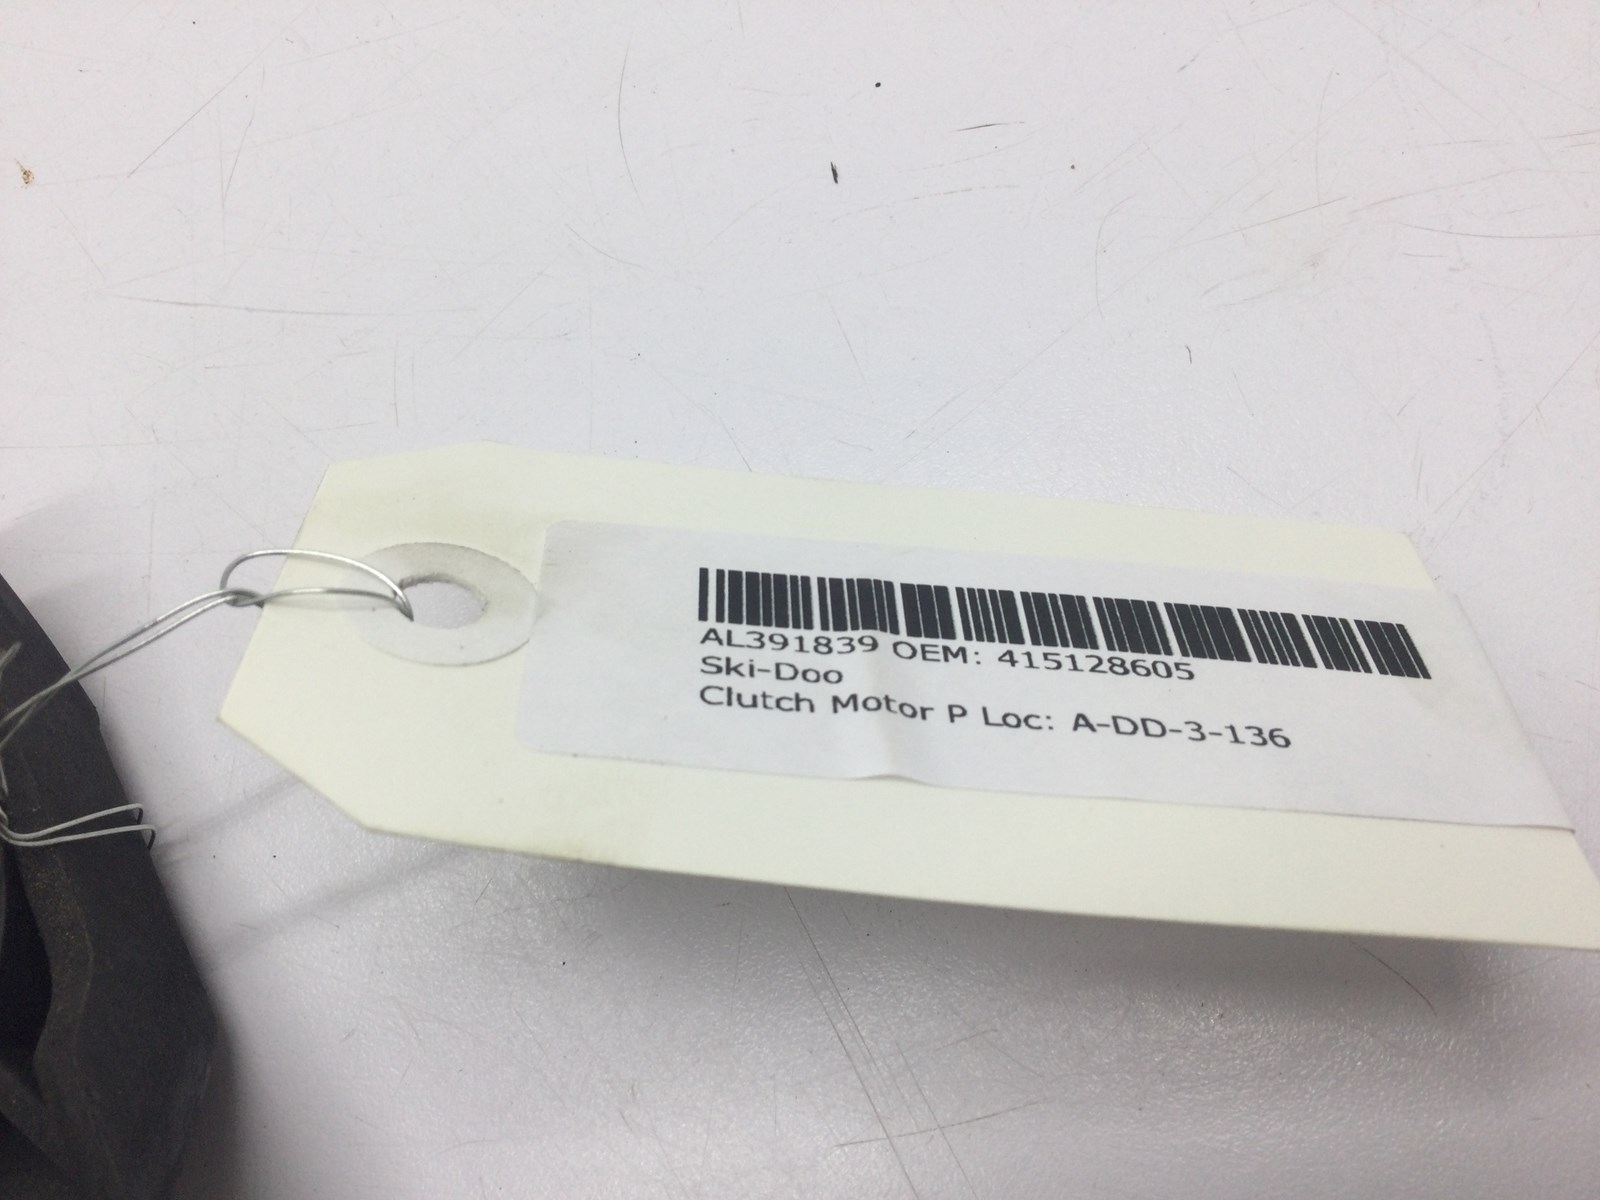 AL391839 OEM: 415128605
Ski-Doo
Clutch Motor P Loc: A-DD-3-136